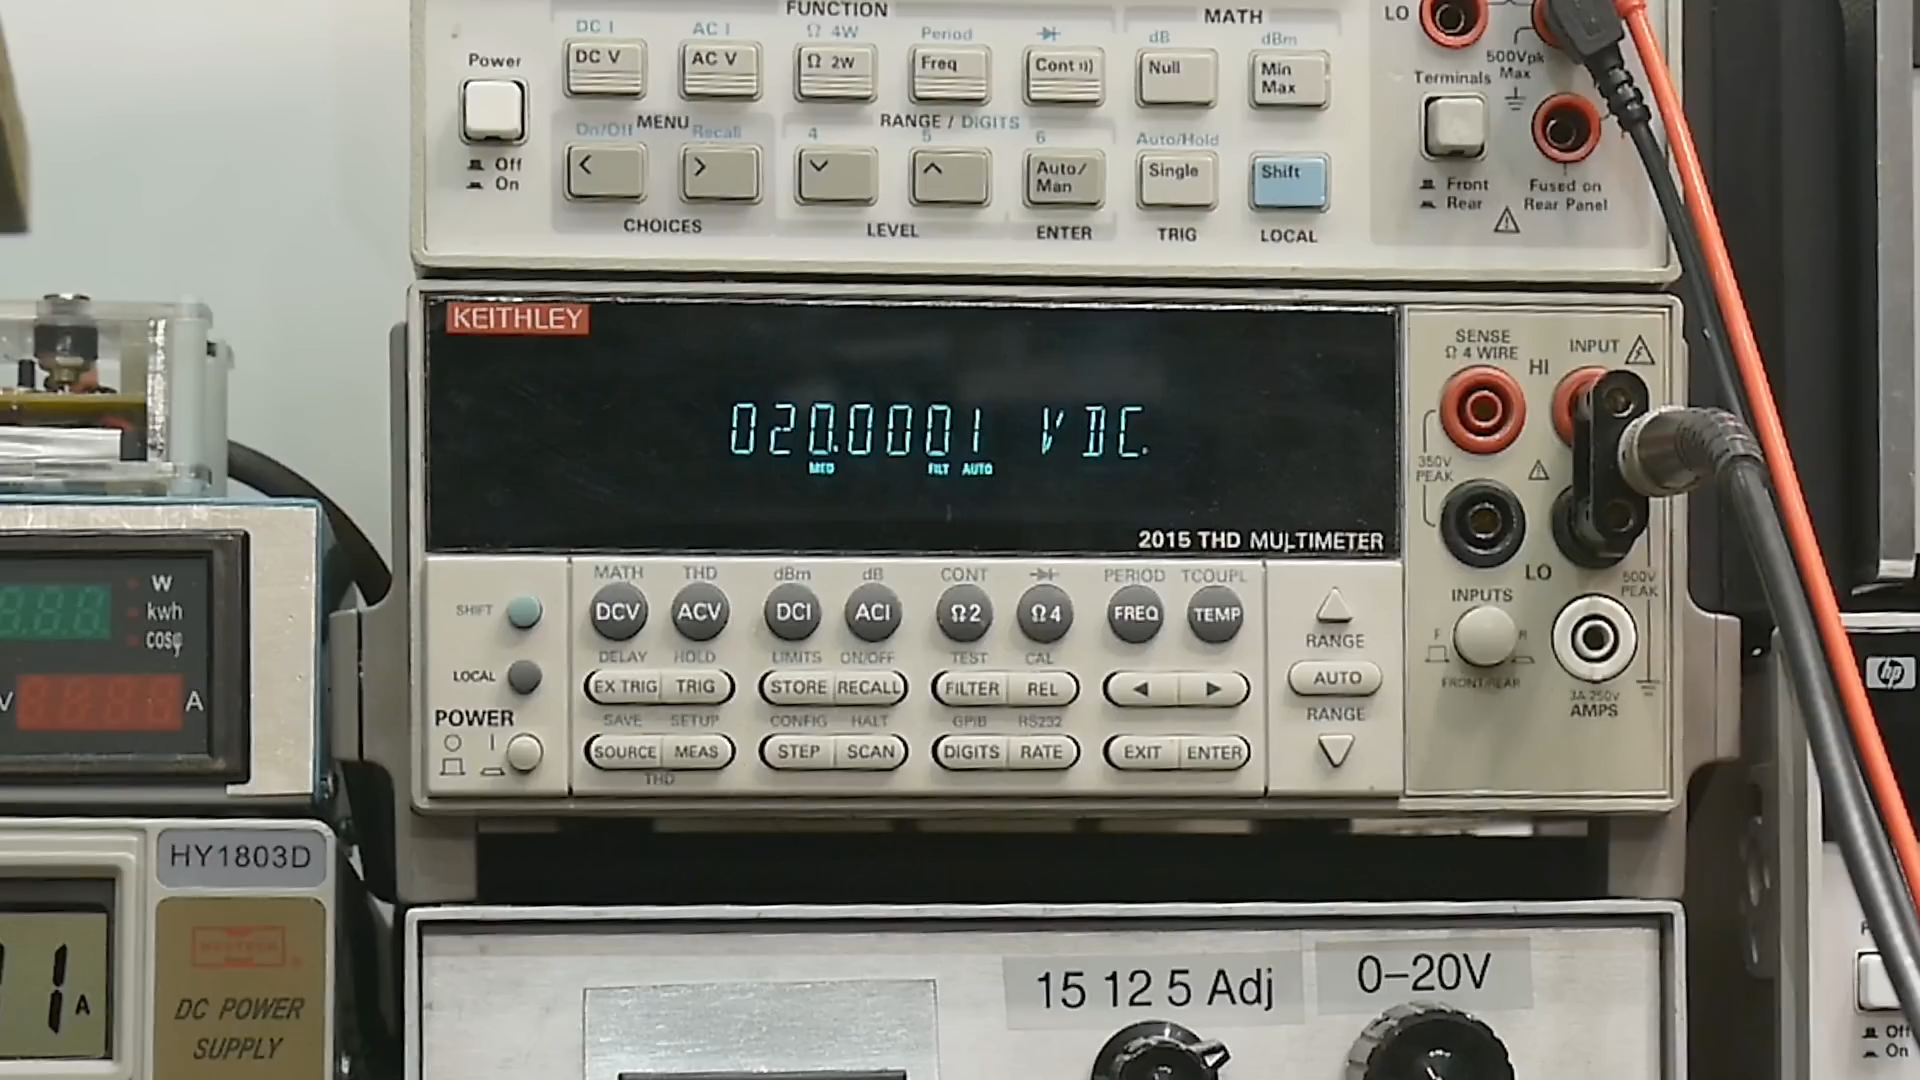 FUNCTION
MATH
DC I
AC I
Ω 4W
Period
dB
dBm
Power
DC V
AC V
Ω 2W
Freq
Cont
Null
Min
Max
Off
On
On/Off
MENU
Recall
4
RANGE / DIGITS
5
6
Auto/Hold
<
>
Auto/
Man
Single
Shift
CHOICES
LEVEL
ENTER
TRIG
LOCAL
LO
500Vpk
Max
Terminals
Front
Rear
Fused on
Rear Panel
KEITHLEY
020.0001 VDC
MED
FILT
AUTO
2015 THD MULTIMETER
SENSE
Ω 4 WIRE
INPUT
HI
350V
PEAK
LO
500V
PEAK
INPUTS
F
R
FRONT/REAR
3A 250V
AMPS
MATH
THD
dBm
dB
CONT
PERIOD
TCOUPL
SHIFT
DCV
ACV
DCI
ACI
Ω2
Ω4
FREQ
TEMP
DELAY
HOLD
LIMITS
ON/OFF
TEST
CAL
RANGE
LOCAL
EX TRIG
TRIG
STORE
RECALL
FILTER
REL
AUTO
POWER
SAVE
SETUP
CONFIG
HALT
GPIB
RS232
RANGE
SOURCE
MEAS
STEP
SCAN
DIGITS
RATE
EXIT
ENTER
THD
W
kwh
cosφ
V
A
HY1803D
1 A
DC POWER
SUPPLY
15 12 5 Adj
0-20V
hp
Off
On